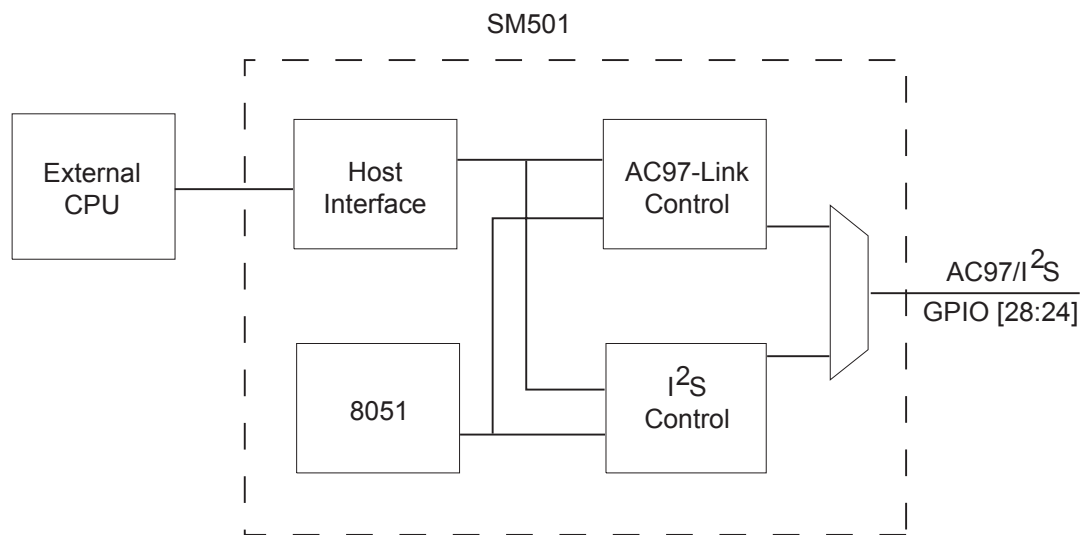 SM501
External
CPU
Host
Interface
AC97-Link
Control
AC97/I²S
GPIO [28:24]
8051
I²S
Control